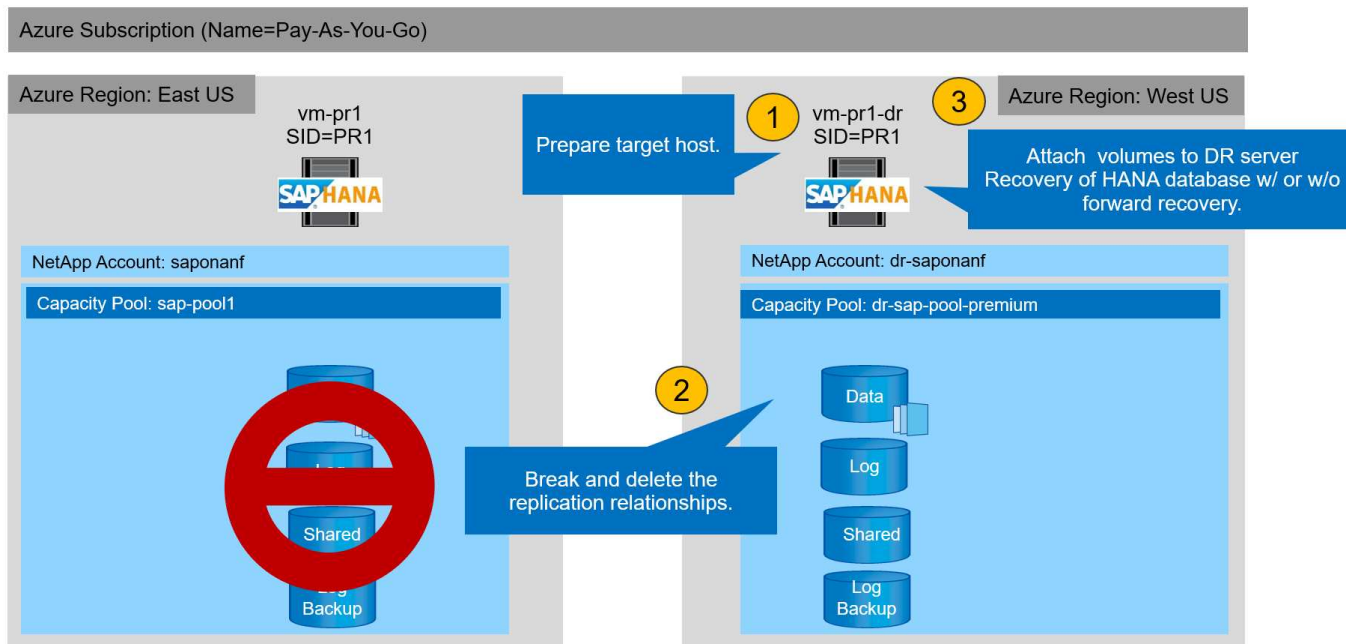 Azure Subscription (Name=Pay-As-You-Go)
Azure Region: East US
vm-pr1
SID=PR1
SAP HANA
NetApp Account: saponanf
Capacity Pool: sap-pool1
Log
Shared
Log
Backup
1
Prepare target host.
2
Break and delete the
replication relationships.
vm-pr1-dr
SID=PR1
SAP HANA
3
Azure Region: West US
Attach volumes to DR server
Recovery of HANA database w/ or w/o
forward recovery.
NetApp Account: dr-saponanf
Capacity Pool: dr-sap-pool-premium
Data
Log
Shared
Log
Backup